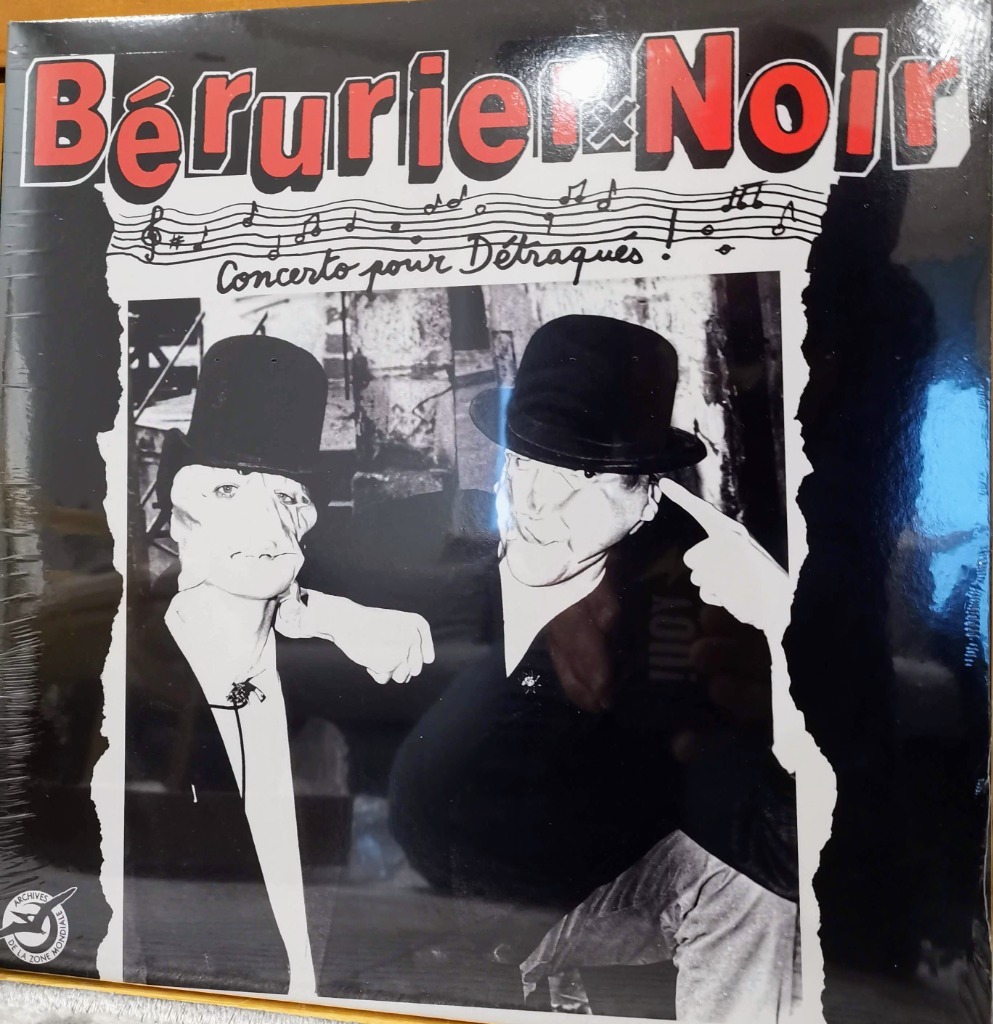 Bérurier Noir
Concerto pour Détraqués !
ARCHIVES
DE LA ZONE MONDIALE